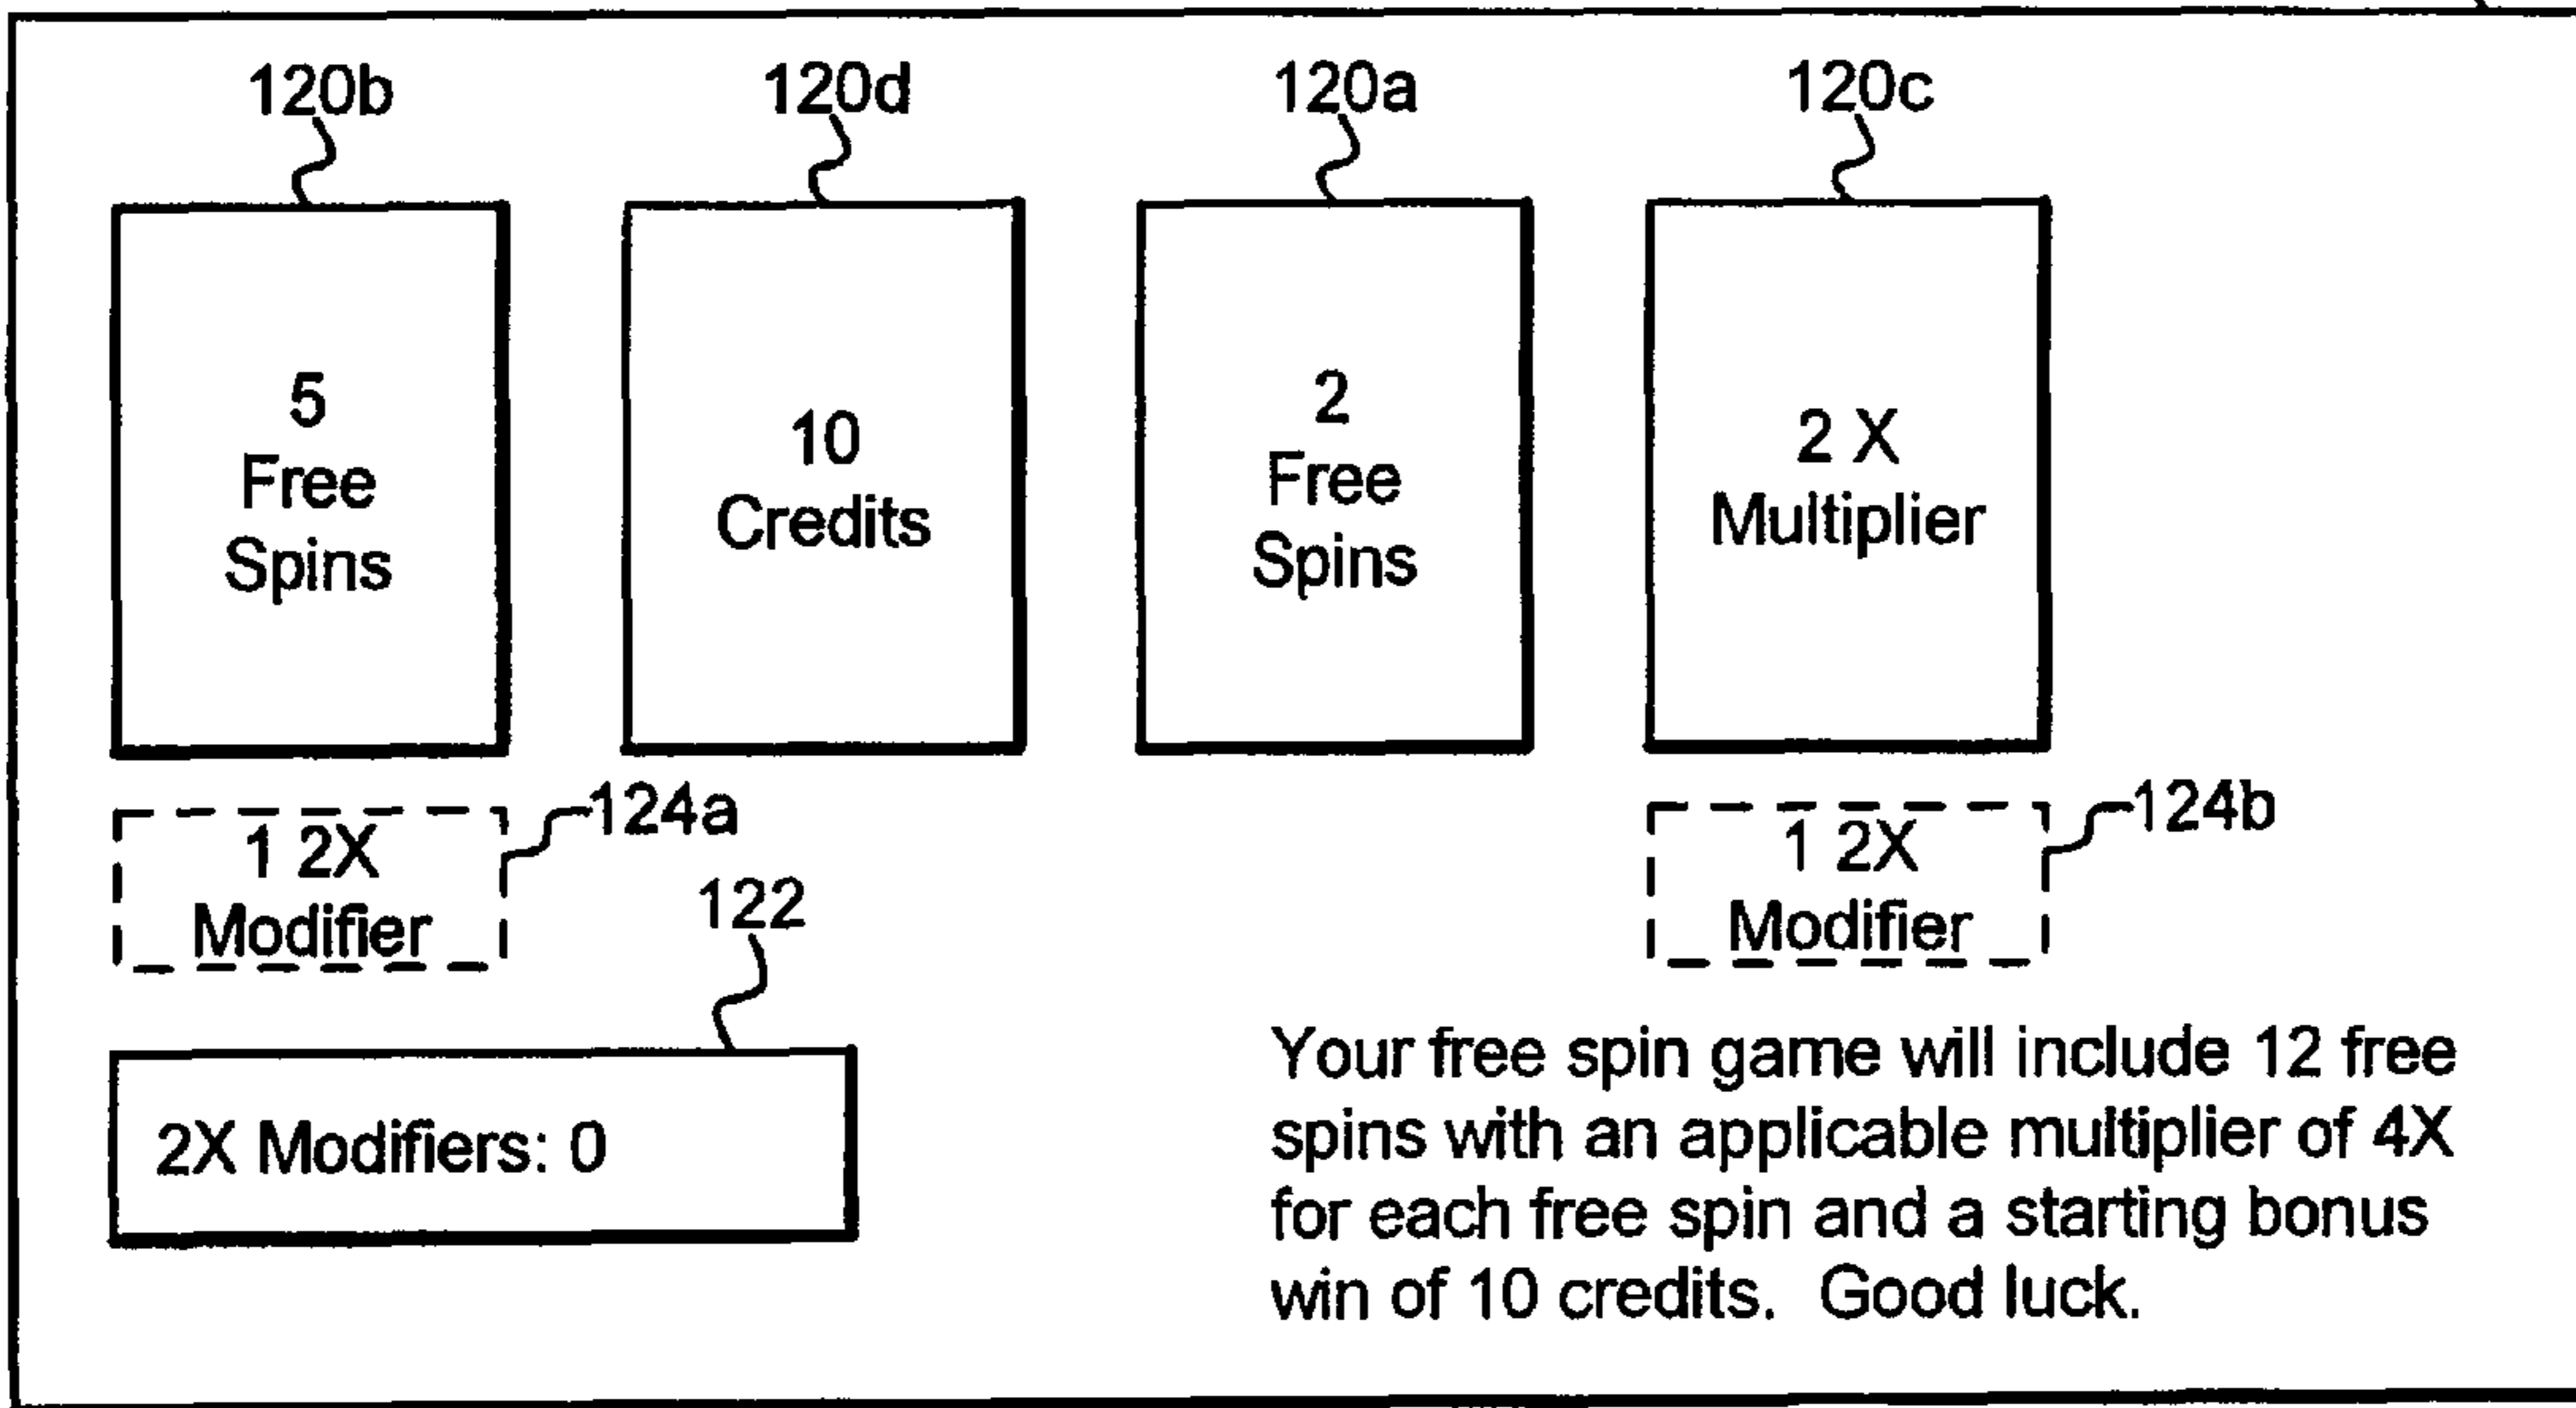 120b 120d 120a 120c
5
Free
Spins
10
Credits
2
Free
Spins
2 X
Multiplier
1 2X
Modifier
124a
1 2X
Modifier
124b
122
2X Modifiers: 0
Your free spin game will include 12 free
spins with an applicable multiplier of 4X
for each free spin and a starting bonus
win of 10 credits.  Good luck.